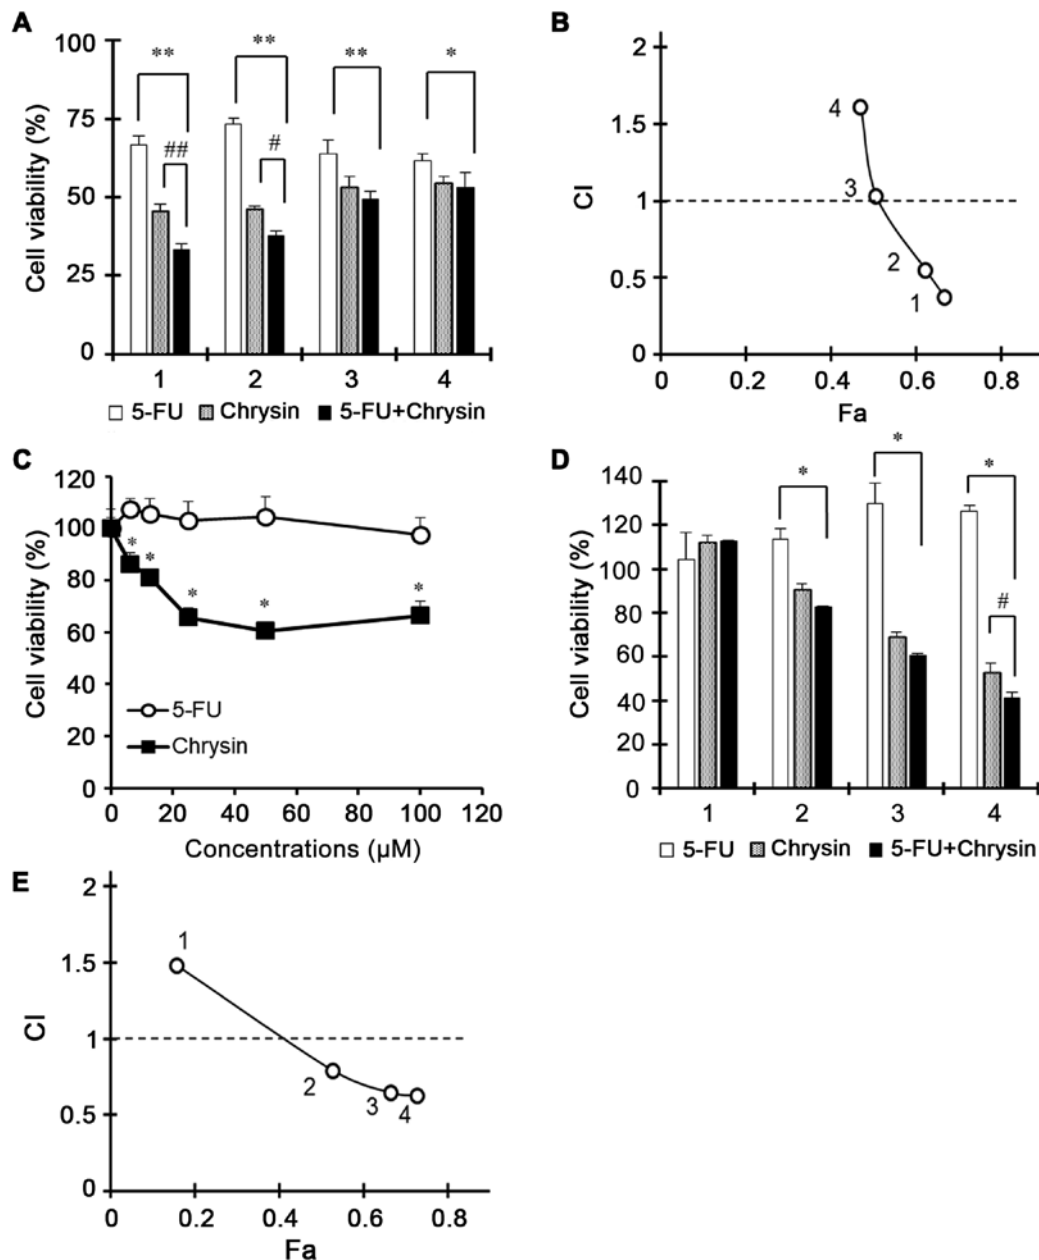 A
100
75
50
25
0
Cell viability (%)
** ** ** *
## #
1 2 3 4
5-FU Chrysin 5-FU+Chrysin
B
2
1.5
1
0.5
0
CI
4
3
2
1
0 0.2 0.4 0.6 0.8
Fa
C
120
100
80
60
40
20
0
Cell viability (%)
* * * * *
5-FU
Chrysin
0 20 40 60 80 100 120
Concentrations (µM)
D
140
120
100
80
60
40
20
0
Cell viability (%)
* * *
#
1 2 3 4
5-FU Chrysin 5-FU+Chrysin
E
2
1.5
1
0.5
0
CI
1
2
3
4
0 0.2 0.4 0.6 0.8
Fa